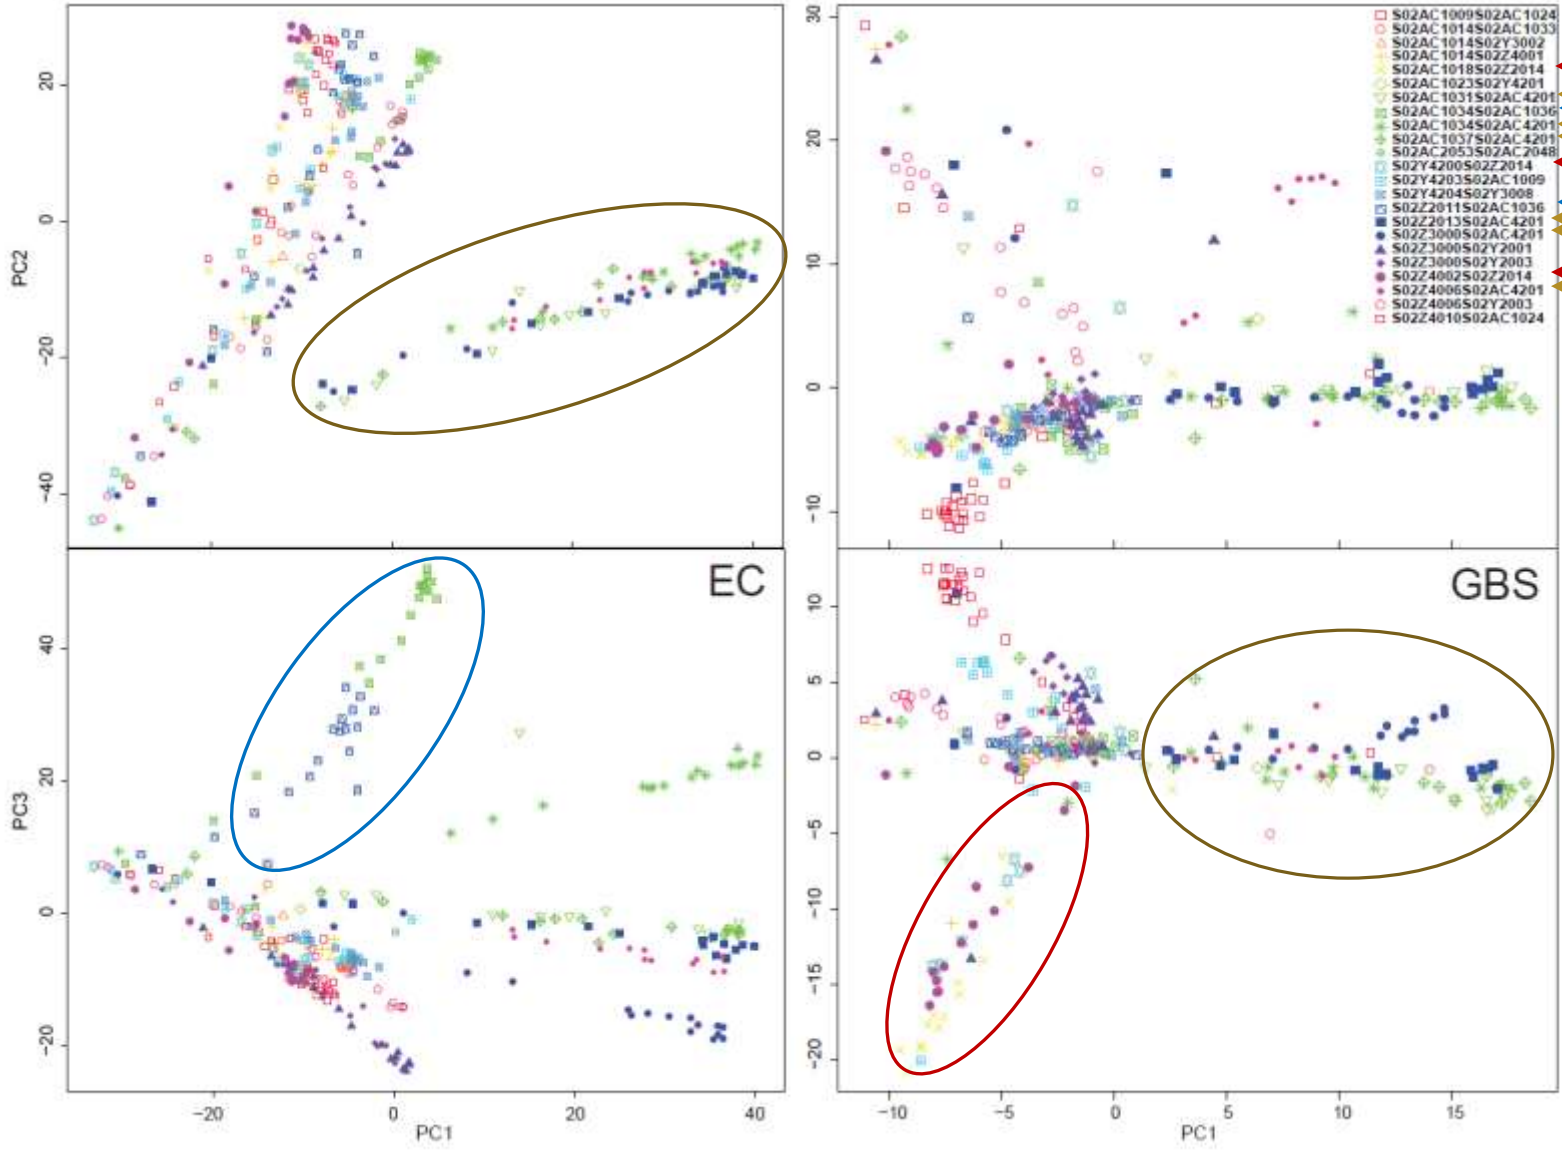 PC2
20
0
−20
−40
30
20
10
0
−10
S02AC1009S02AC1024
S02AC1014S02AC1033
S02AC1014S02Y3002
S02AC1014S02Z4001
S02AC1018S02Z2014
S02AC1023S02Y4201
S02AC1031S02AC4201
S02AC1034S02AC1036
S02AC1034S02AC4201
S02AC1037S02AC4201
S02AC2053S02AC2048
S02Y4200S02Z2014
S02Y4203S02AC1009
S02Y4204S02Y3008
S02Z2011S02AC1036
S02Z2013S02AC4201
S02Z3000S02AC4201
S02Z3000S02Y2001
S02Z3000S02Y2003
S02Z4002S02Z2014
S02Z4006S02AC4201
S02Z4006S02Y2003
S02Z4010S02AC1024
EC
PC3
40
20
0
−20
−20 0 20 40
PC1
GBS
10
5
0
−5
−10
−15
−20
−10 −5 0 5 10 15
PC1